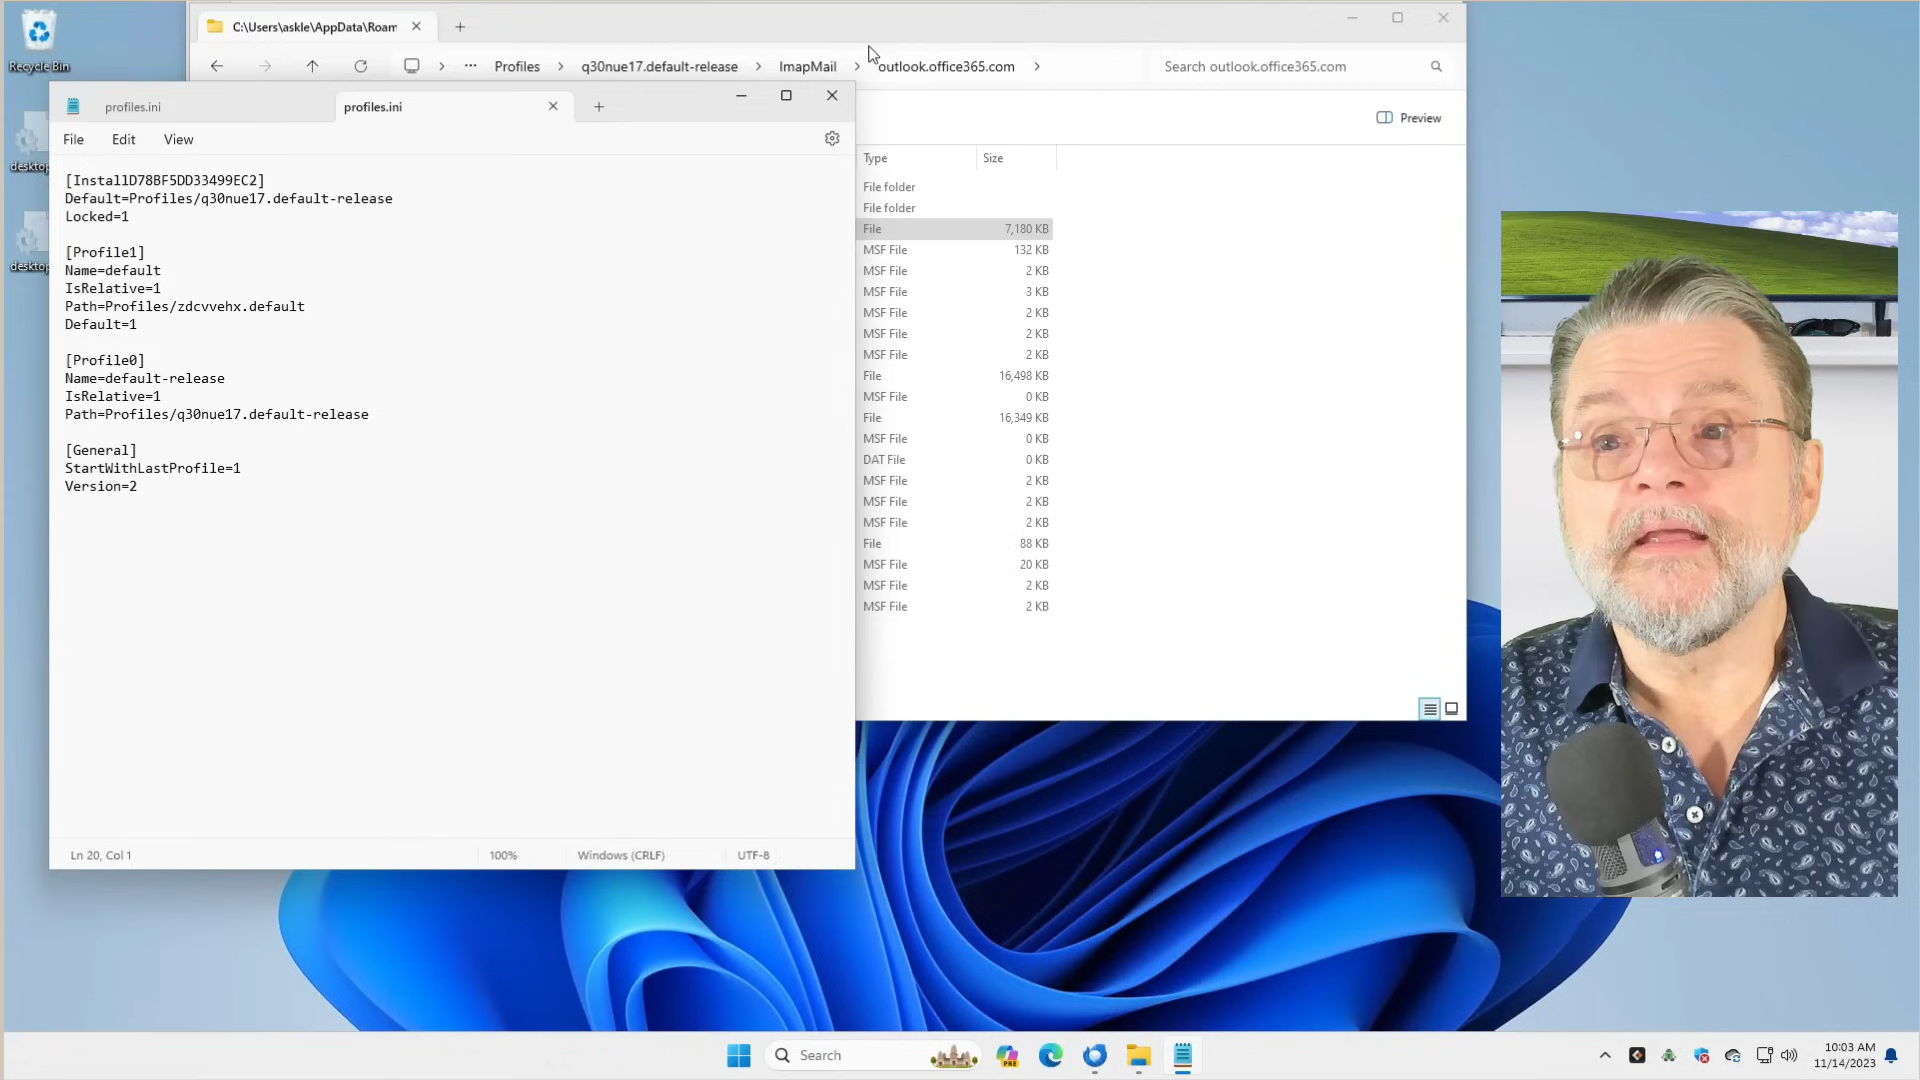 Recycle Bin
desktop
desktop
C:\Users\askle\AppData\Roam
Profiles
q30nue17.default-release
ImapMail
outlook.office365.com
Search outlook.office365.com
Preview
profiles.ini
profiles.ini
File
Edit
View
[InstallD78BF5DD33499EC2]
Default=Profiles/q30nue17.default-release
Locked=1
[Profile1]
Name=default
IsRelative=1
Path=Profiles/zdcvvehx.default
Default=1
[Profile0]
Name=default-release
IsRelative=1
Path=Profiles/q30nue17.default-release
[General]
StartWithLastProfile=1
Version=2
Ln 20, Col 1
100%
Windows (CRLF)
UTF-8
Type Size
File folder
File folder
File 7,180 KB
MSF File 132 KB
MSF File 2 KB
MSF File 3 KB
MSF File 2 KB
MSF File 2 KB
MSF File 2 KB
File 16,498 KB
MSF File 0 KB
File 16,349 KB
MSF File 0 KB
DAT File 0 KB
MSF File 2 KB
MSF File 2 KB
MSF File 2 KB
File 88 KB
MSF File 20 KB
MSF File 2 KB
MSF File 2 KB
Search
PRE
10:03 AM
11/14/2023